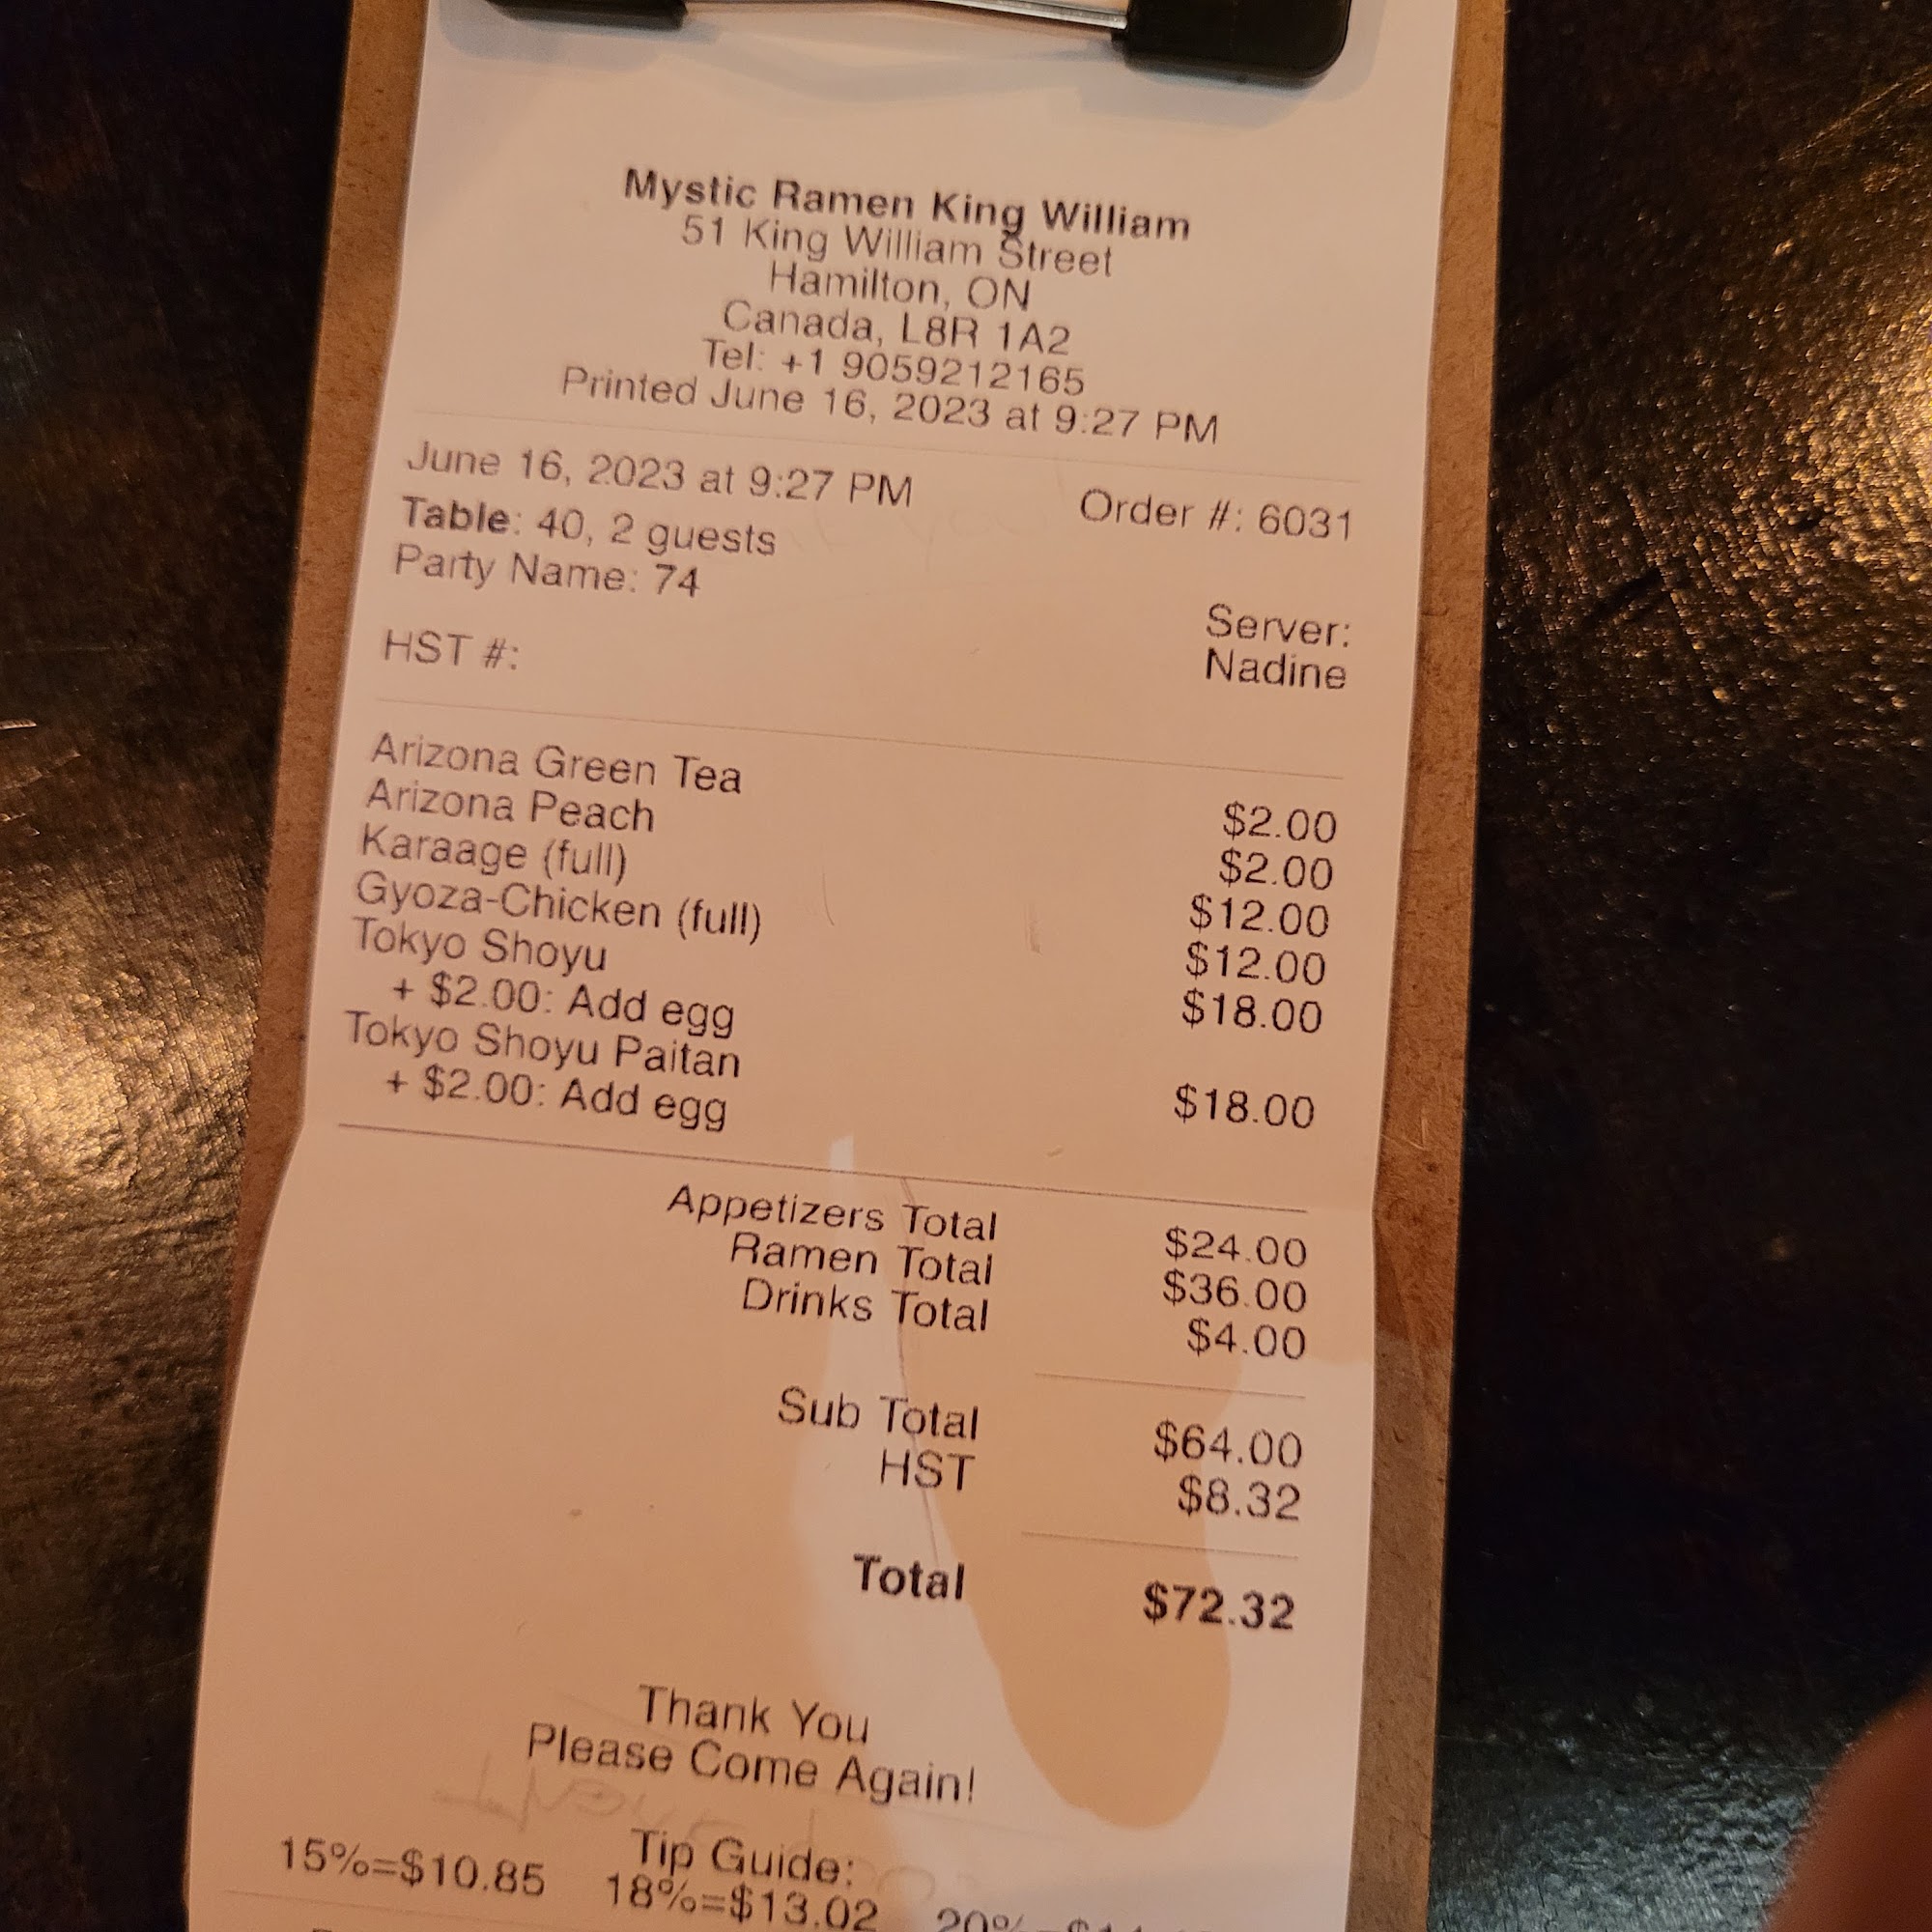 Mystic Ramen King William
51 King William Street
Hamilton, ON
Canada, L8R 1A2
Tel: +1 9059212165
Printed June 16, 2023 at 9:27 PM
June 16, 2023 at 9:27 PM Order #: 6031
Table: 40, 2 guests
Party Name: 74
Server:
HST #: Nadine
Arizona Green Tea $2.00
Arizona Peach $2.00
Karaage (full) $12.00
Gyoza-Chicken (full) $12.00
Tokyo Shoyu $18.00
+ $2.00: Add egg
Tokyo Shoyu Paitan $18.00
+ $2.00: Add egg
Appetizers Total $24.00
Ramen Total $36.00
Drinks Total $4.00
Sub Total $64.00
HST $8.32
Total $72.32
Thank You
Please Come Again!
Tip Guide:
15%=$10.85 18%=$13.02